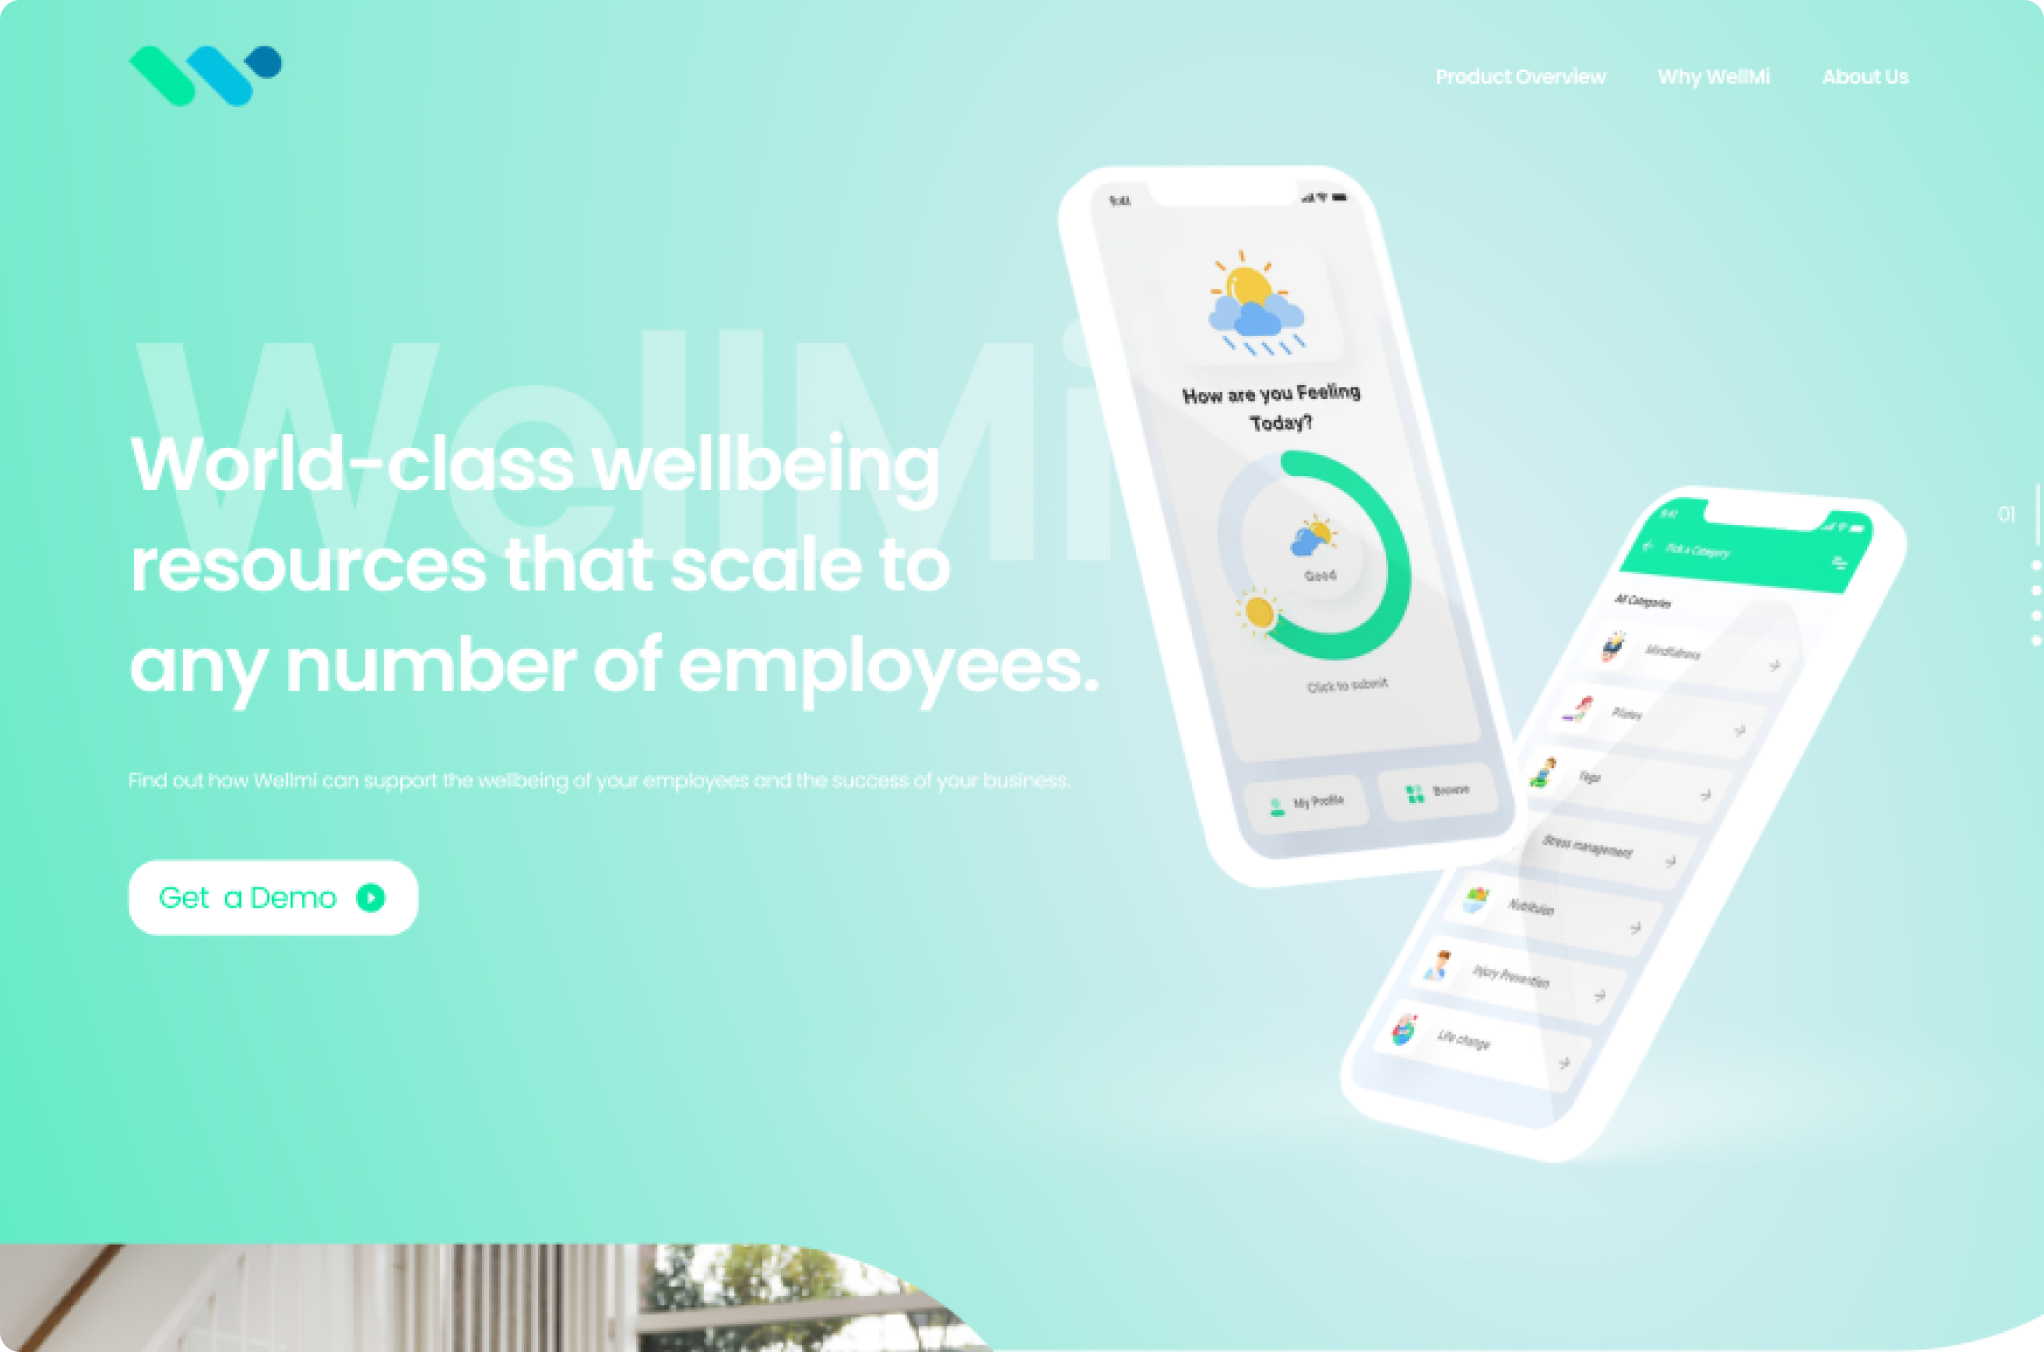 Product Overview Why WellMi About Us
WellMi
World-class wellbeing
resources that scale to
any number of employees.
Find out how Wellmi can support the wellbeing of your employees and the success of your business.
Get a Demo
9:41
How are you Feeling
Today?
Good
Click to submit
My Profile Browse
9:41
Pick a Category
All Categories
Mindfulness
Pilates
Yoga
Stress management
Injury Prevention
Life change
01